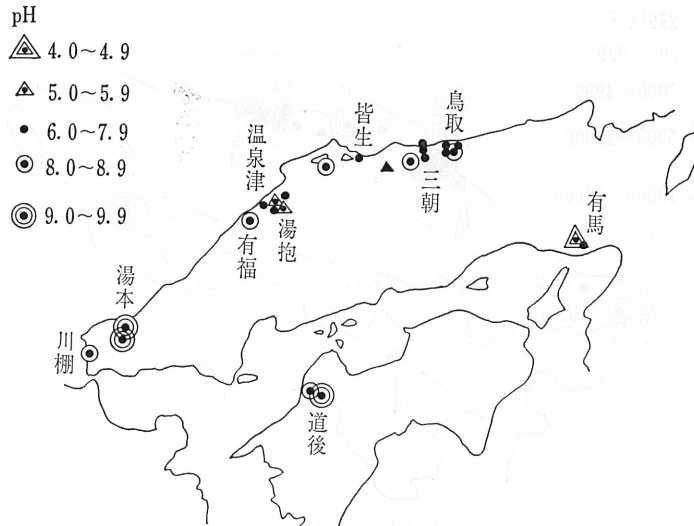 pH
4.0～4.9
5.0～5.9
6.0～7.9
8.0～8.9
9.0～9.9
鳥取
皆生
温泉津
三朝
有馬
湯抱
有福
湯本
川棚
道後